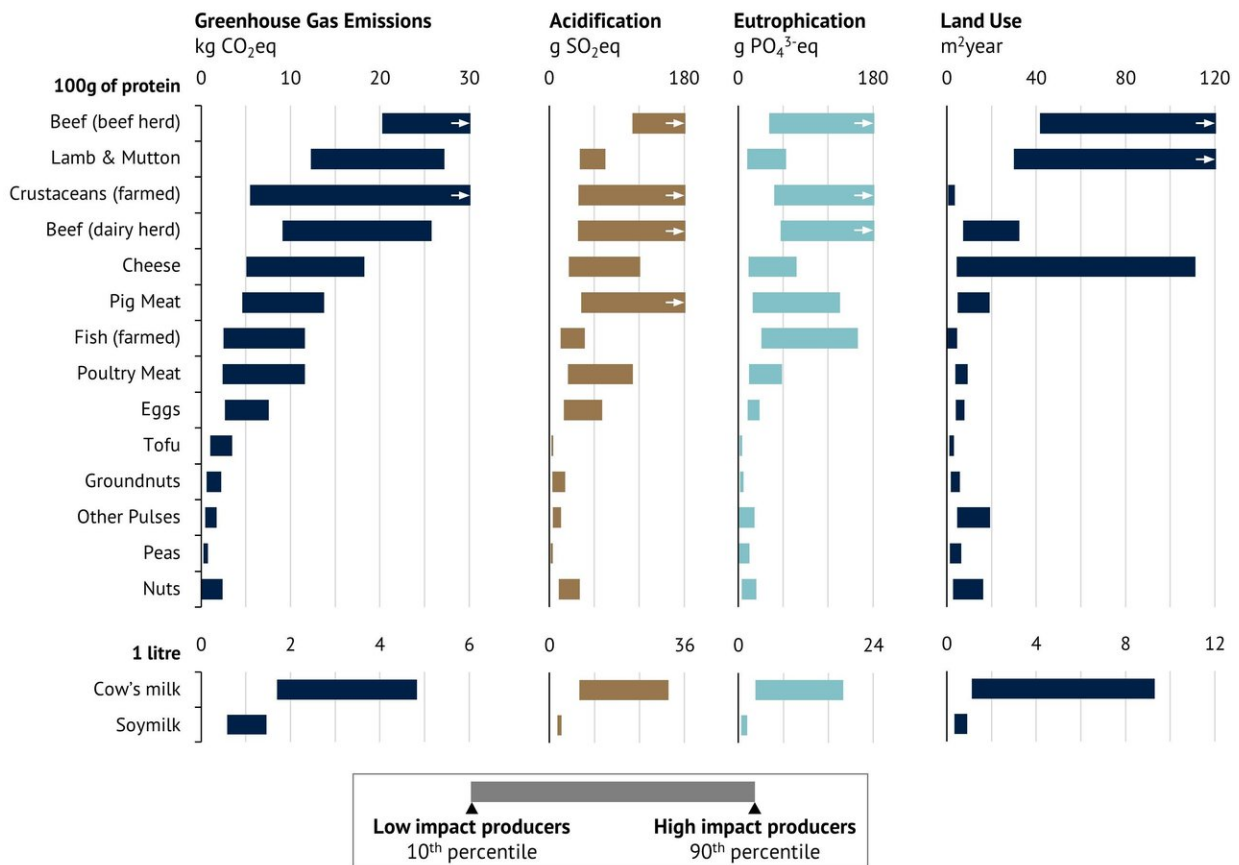 Greenhouse Gas Emissions
kg CO₂eq
Acidification
g SO₂eq
Eutrophication
g PO₄³⁻eq
Land Use
m²year
100g of protein
0 10 20 30
0 180
0 180
0 40 80 120
Beef (beef herd)
Lamb & Mutton
Crustaceans (farmed)
Beef (dairy herd)
Cheese
Pig Meat
Fish (farmed)
Poultry Meat
Eggs
Tofu
Groundnuts
Other Pulses
Peas
Nuts
1 litre
0 2 4 6
0 36
0 24
0 4 8 12
Cow's milk
Soymilk
Low impact producers
10th percentile
High impact producers
90th percentile